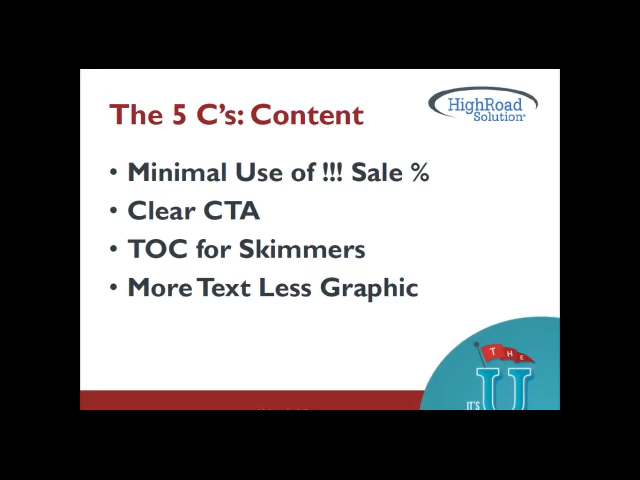 The 5 C's: Content
HighRoad
Solution
• Minimal Use of !!! Sale %
• Clear CTA
• TOC for Skimmers
• More Text Less Graphic
THE
IT'S U